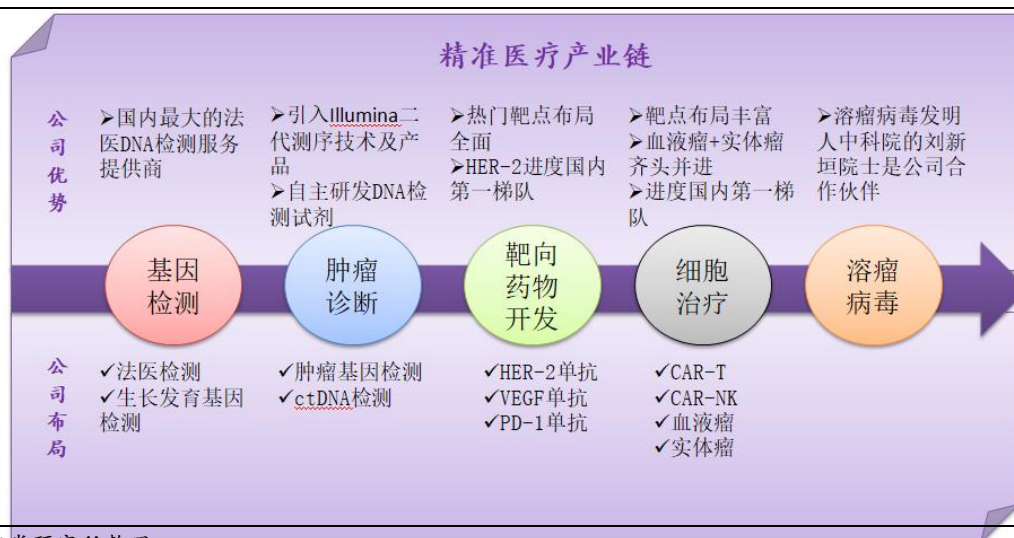 精准医疗产业链
公司优势
➢国内最大的法
医DNA检测服务
提供商
➢引入Illumina二
代测序技术及产
品
➢自主研发DNA检
测试剂
➢热门靶点布局
全面
➢HER-2进度国内
第一梯队
➢靶点布局丰富
➢血液瘤+实体瘤
齐头并进
➢进度国内第一梯
队
➢溶瘤病毒发明
人中科院的刘新
垣院士是公司合
作伙伴
基因
检测
肿瘤
诊断
靶向
药物
开发
细胞
治疗
溶瘤
病毒
公司布局
✓法医检测
✓生长发育基因
检测
✓肿瘤基因检测
✓ctDNA检测
✓HER-2单抗
✓VEGF单抗
✓PD-1单抗
✓CAR-T
✓CAR-NK
✓血液瘤
✓实体瘤